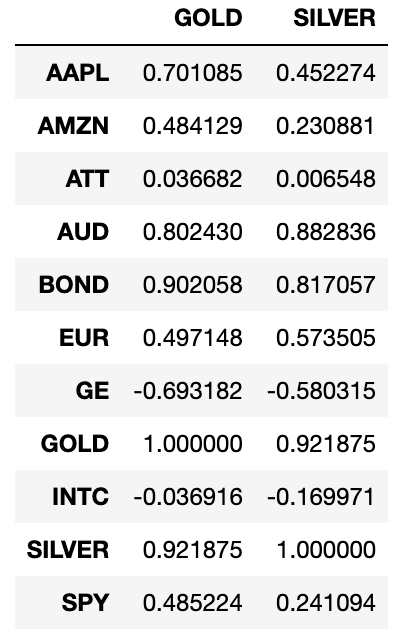 GOLD SILVER
AAPL 0.701085 0.452274
AMZN 0.484129 0.230881
ATT 0.036682 0.006548
AUD 0.802430 0.882836
BOND 0.902058 0.817057
EUR 0.497148 0.573505
GE -0.693182 -0.580315
GOLD 1.000000 0.921875
INTC -0.036916 -0.169971
SILVER 0.921875 1.000000
SPY 0.485224 0.241094